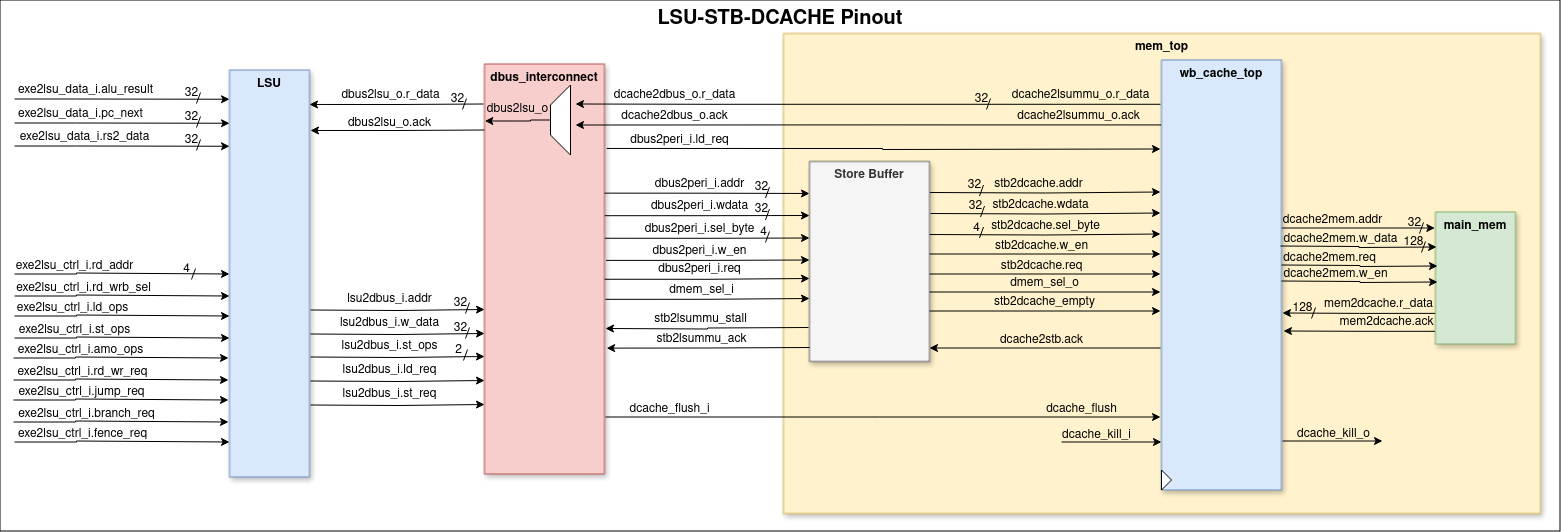 LSU-STB-DCACHE Pinout
mem_top
LSU
dbus_interconnect
wb_cache_top
exe2lsu_data_i.alu_result
32
exe2lsu_data_i.pc_next
32
exe2lsu_data_i.rs2_data
32
exe2lsu_ctrl_i.rd_addr
4
exe2lsu_ctrl_i.rd_wrb_sel
exe2lsu_ctrl_i.ld_ops
exe2lsu_ctrl_i.st_ops
exe2lsu_ctrl_i.amo_ops
exe2lsu_ctrl_i.rd_wr_req
exe2lsu_ctrl_i.jump_req
exe2lsu_ctrl_i.branch_req
exe2lsu_ctrl_i.fence_req
dbus2lsu_o.r_data
32
dbus2lsu_o.ack
lsu2dbus_i.addr
32
lsu2dbus_i.w_data
32
lsu2dbus_i.st_ops
2
lsu2dbus_i.ld_req
lsu2dbus_i.st_req
dbus2lsu_o
dcache2dbus_o.r_data
32
dcache2lsummu_o.r_data
dcache2dbus_o.ack
dcache2lsummu_o.ack
dbus2peri_i.ld_req
dbus2peri_i.addr
32
dbus2peri_i.wdata
32
dbus2peri_i.sel_byte
4
dbus2peri_i.w_en
dbus2peri_i.req
dmem_sel_i
stb2lsummu_stall
stb2lsummu_ack
dcache_flush_i
dcache_flush
dcache_kill_i
Store Buffer
32
stb2dcache.addr
32
stb2dcache.wdata
4
stb2dcache.sel_byte
stb2dcache.w_en
stb2dcache.req
dmem_sel_o
stb2dcache_empty
dcache2stb.ack
dcache2mem.addr
32
dcache2mem.w_data
128
dcache2mem.req
dcache2mem.w_en
128
mem2dcache.r_data
mem2dcache.ack
dcache_kill_o
main_mem